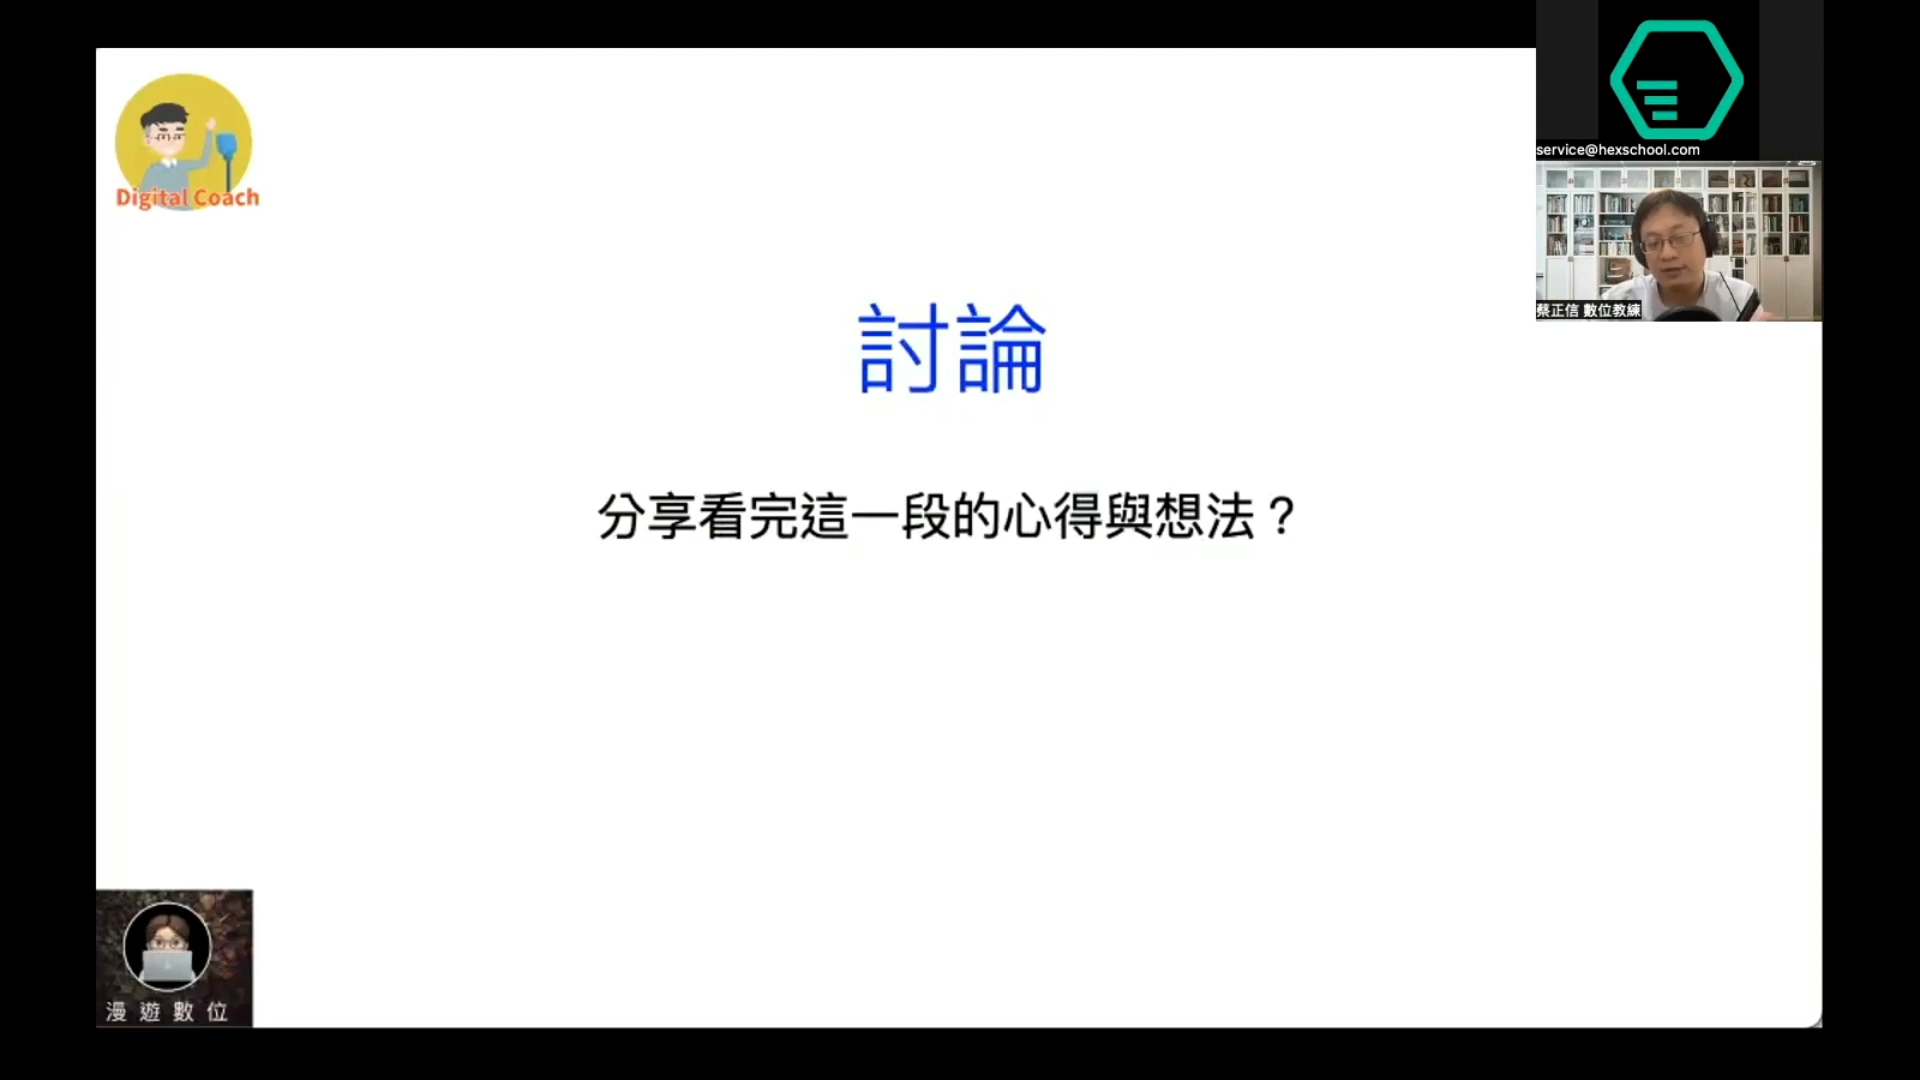 Digital Coach
service@hexschool.com
蔡正信 數位教練
討論
分享看完這一段的心得與想法？
漫遊數位